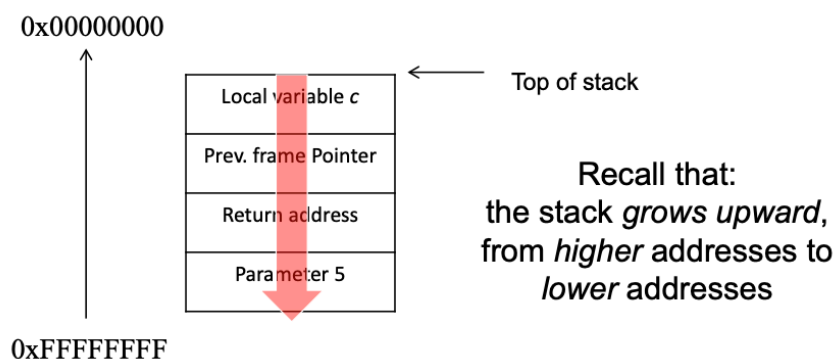 0x00000000
Top of stack
Local variable c
Prev. frame Pointer
Return address
Parameter 5
Recall that:
the stack grows upward,
from higher addresses to
lower addresses
0xFFFFFFFF